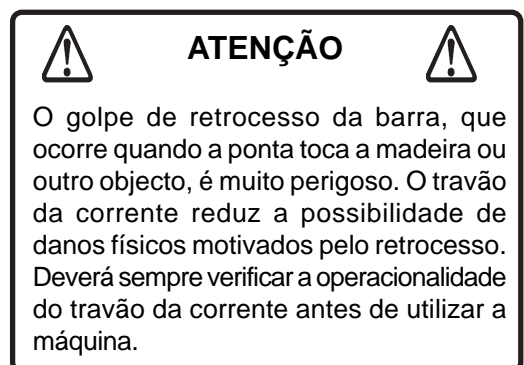 ATENÇÃO
O golpe de retrocesso da barra, que
ocorre quando a ponta toca a madeira ou
outro objecto, é muito perigoso. O travão
da corrente reduz a possibilidade de
danos físicos motivados pelo retrocesso.
Deverá sempre verificar a operacionalidade
do travão da corrente antes de utilizar a
máquina.